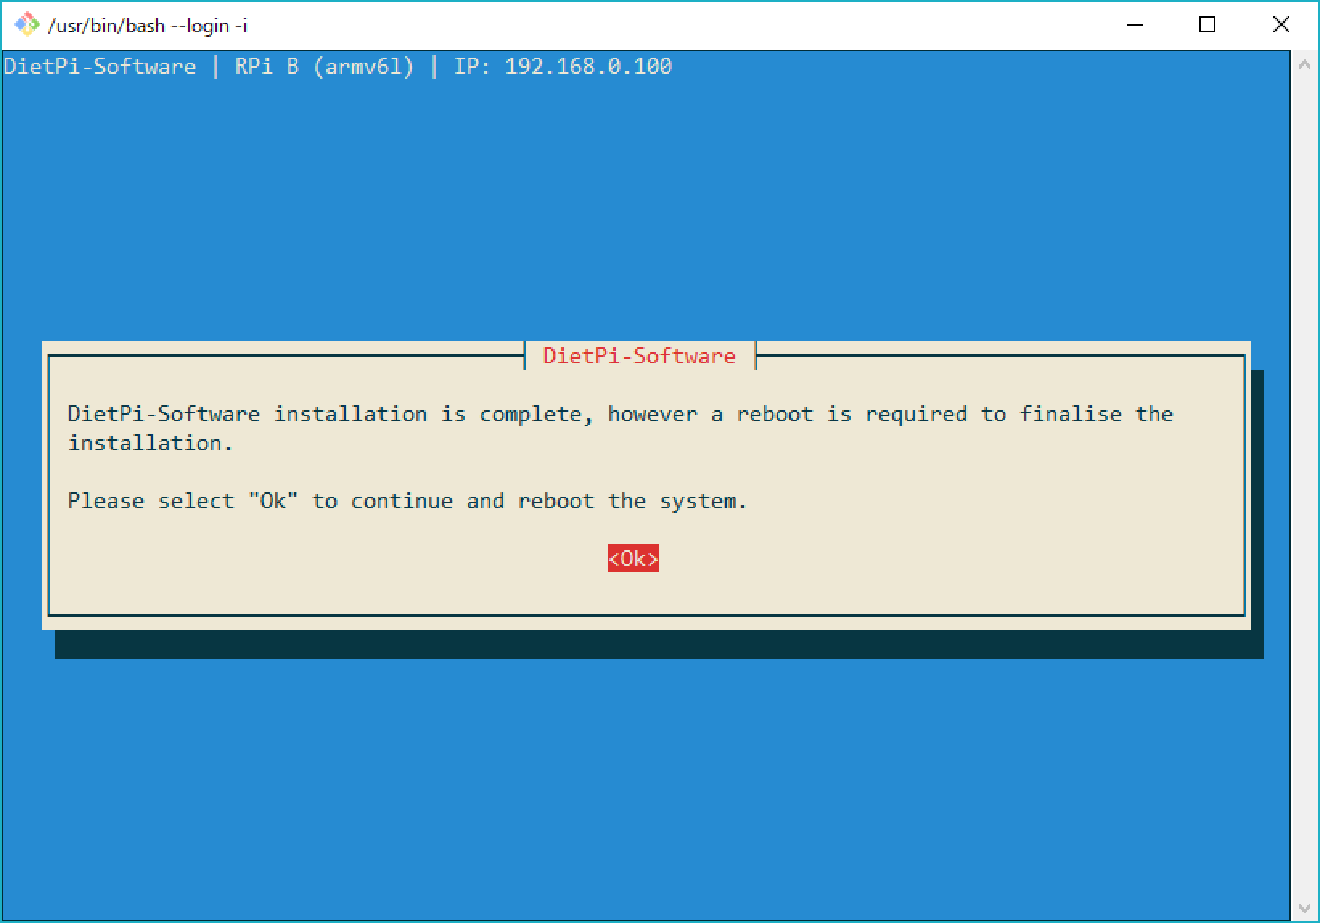 /usr/bin/bash --login -i
DietPi-Software | RPi B (armv6l) | IP: 192.168.0.100
DietPi-Software
DietPi-Software installation is complete, however a reboot is required to finalise the
installation.
Please select "Ok" to continue and reboot the system.
<Ok>